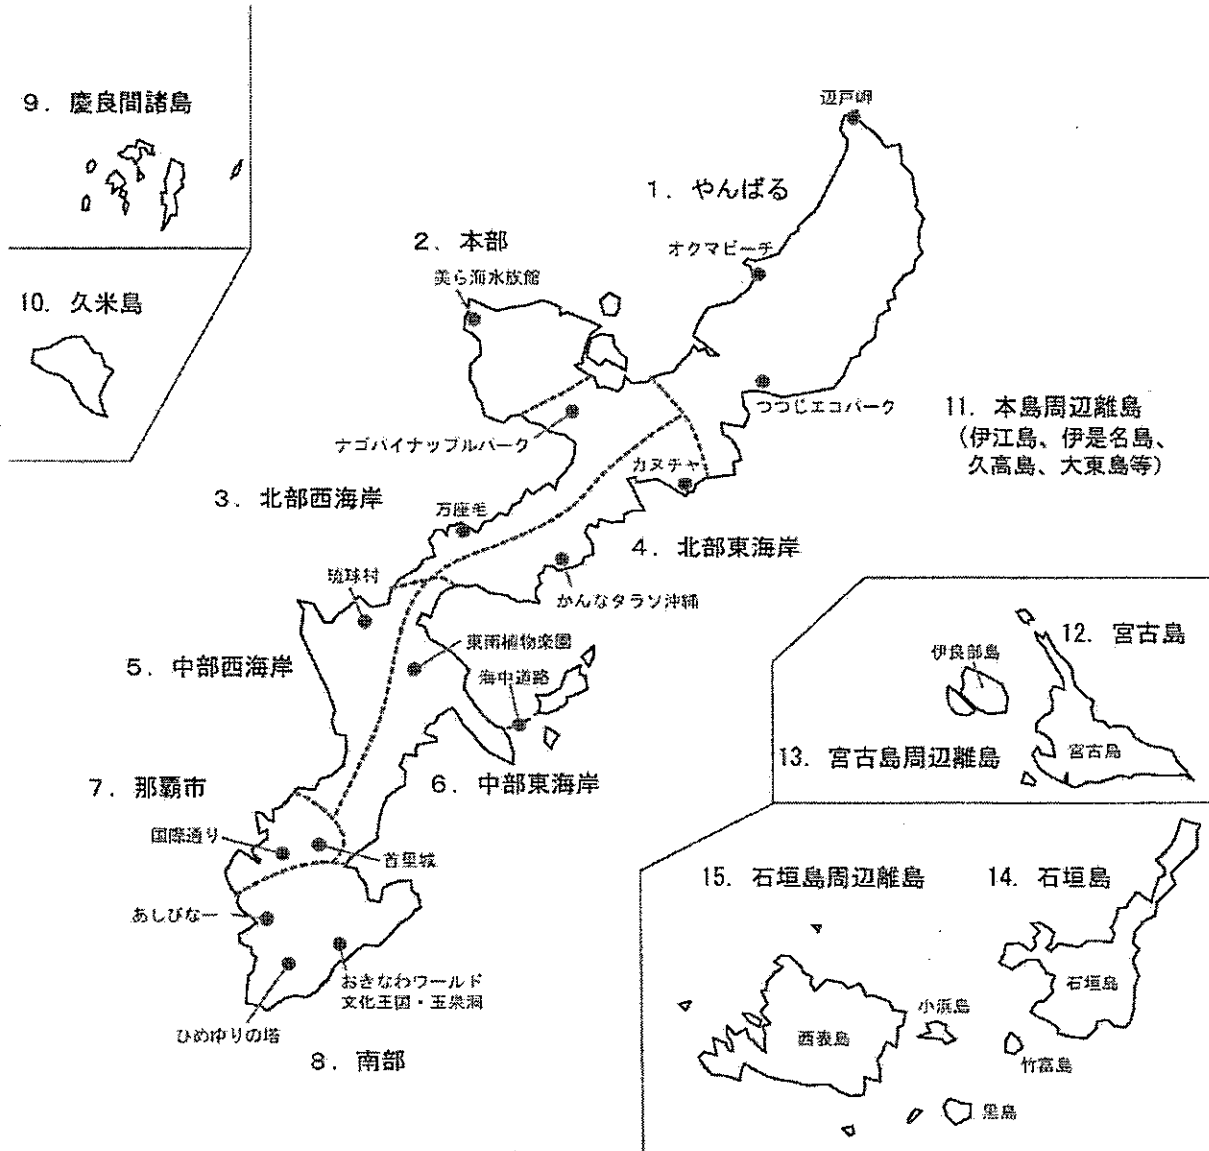 9. 慶良間諸島
辺戸岬
1. やんばる
オクマビーチ
2. 本部
美ら海水族館
10. 久米島
つつじエコパーク
11. 本島周辺離島
(伊江島、伊是名島、
久高島、大東島等)
ナゴパイナップルパーク
カヌチャ
3. 北部西海岸
万座毛
4. 北部東海岸
琉球村
かんなタラソ沖縄
東南植物楽園
5. 中部西海岸
海中道路
12. 宮古島
伊良部島
宮古島
13. 宮古島周辺離島
7. 那覇市
6. 中部東海岸
国際通り
首里城
15. 石垣島周辺離島
14. 石垣島
あしびなー
おきなわワールド
文化王国・玉泉洞
石垣島
小浜島
西表島
ひめゆりの塔
竹富島
8. 南部
黒島